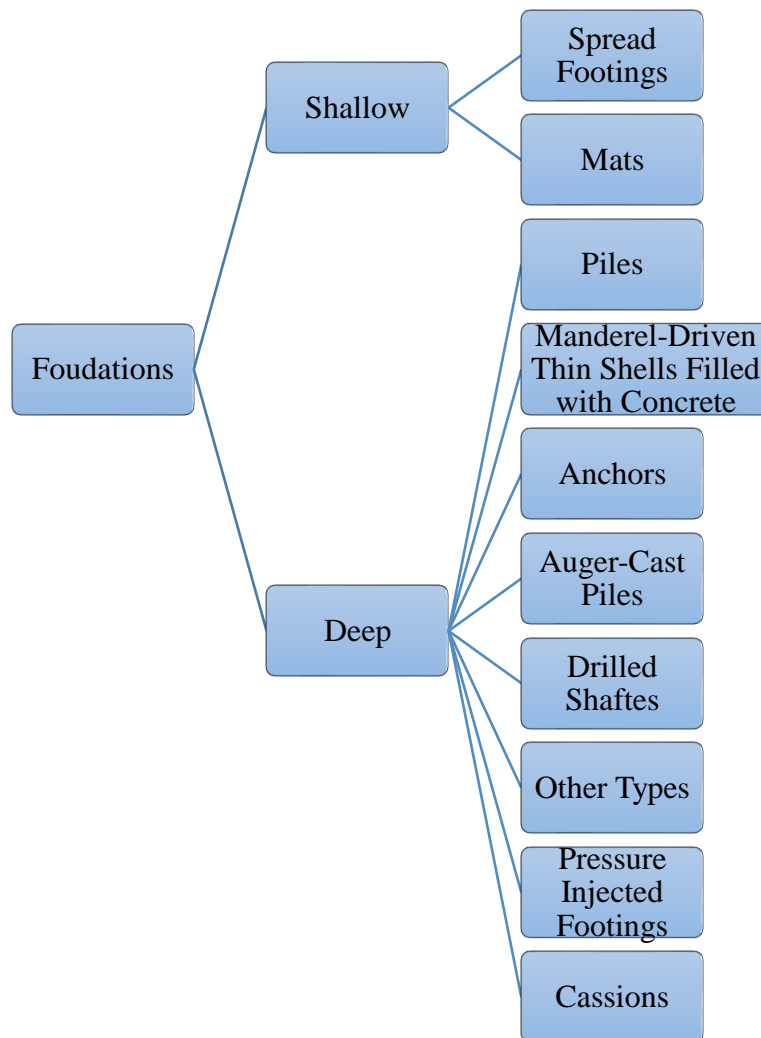 Spread
Footings
Shallow
Mats
Piles
Manderel-Driven
Thin Shells Filled
with Concrete
Foudations
Anchors
Auger-Cast
Piles
Deep
Drilled
Shaftes
Other Types
Pressure
Injected
Footings
Cassions